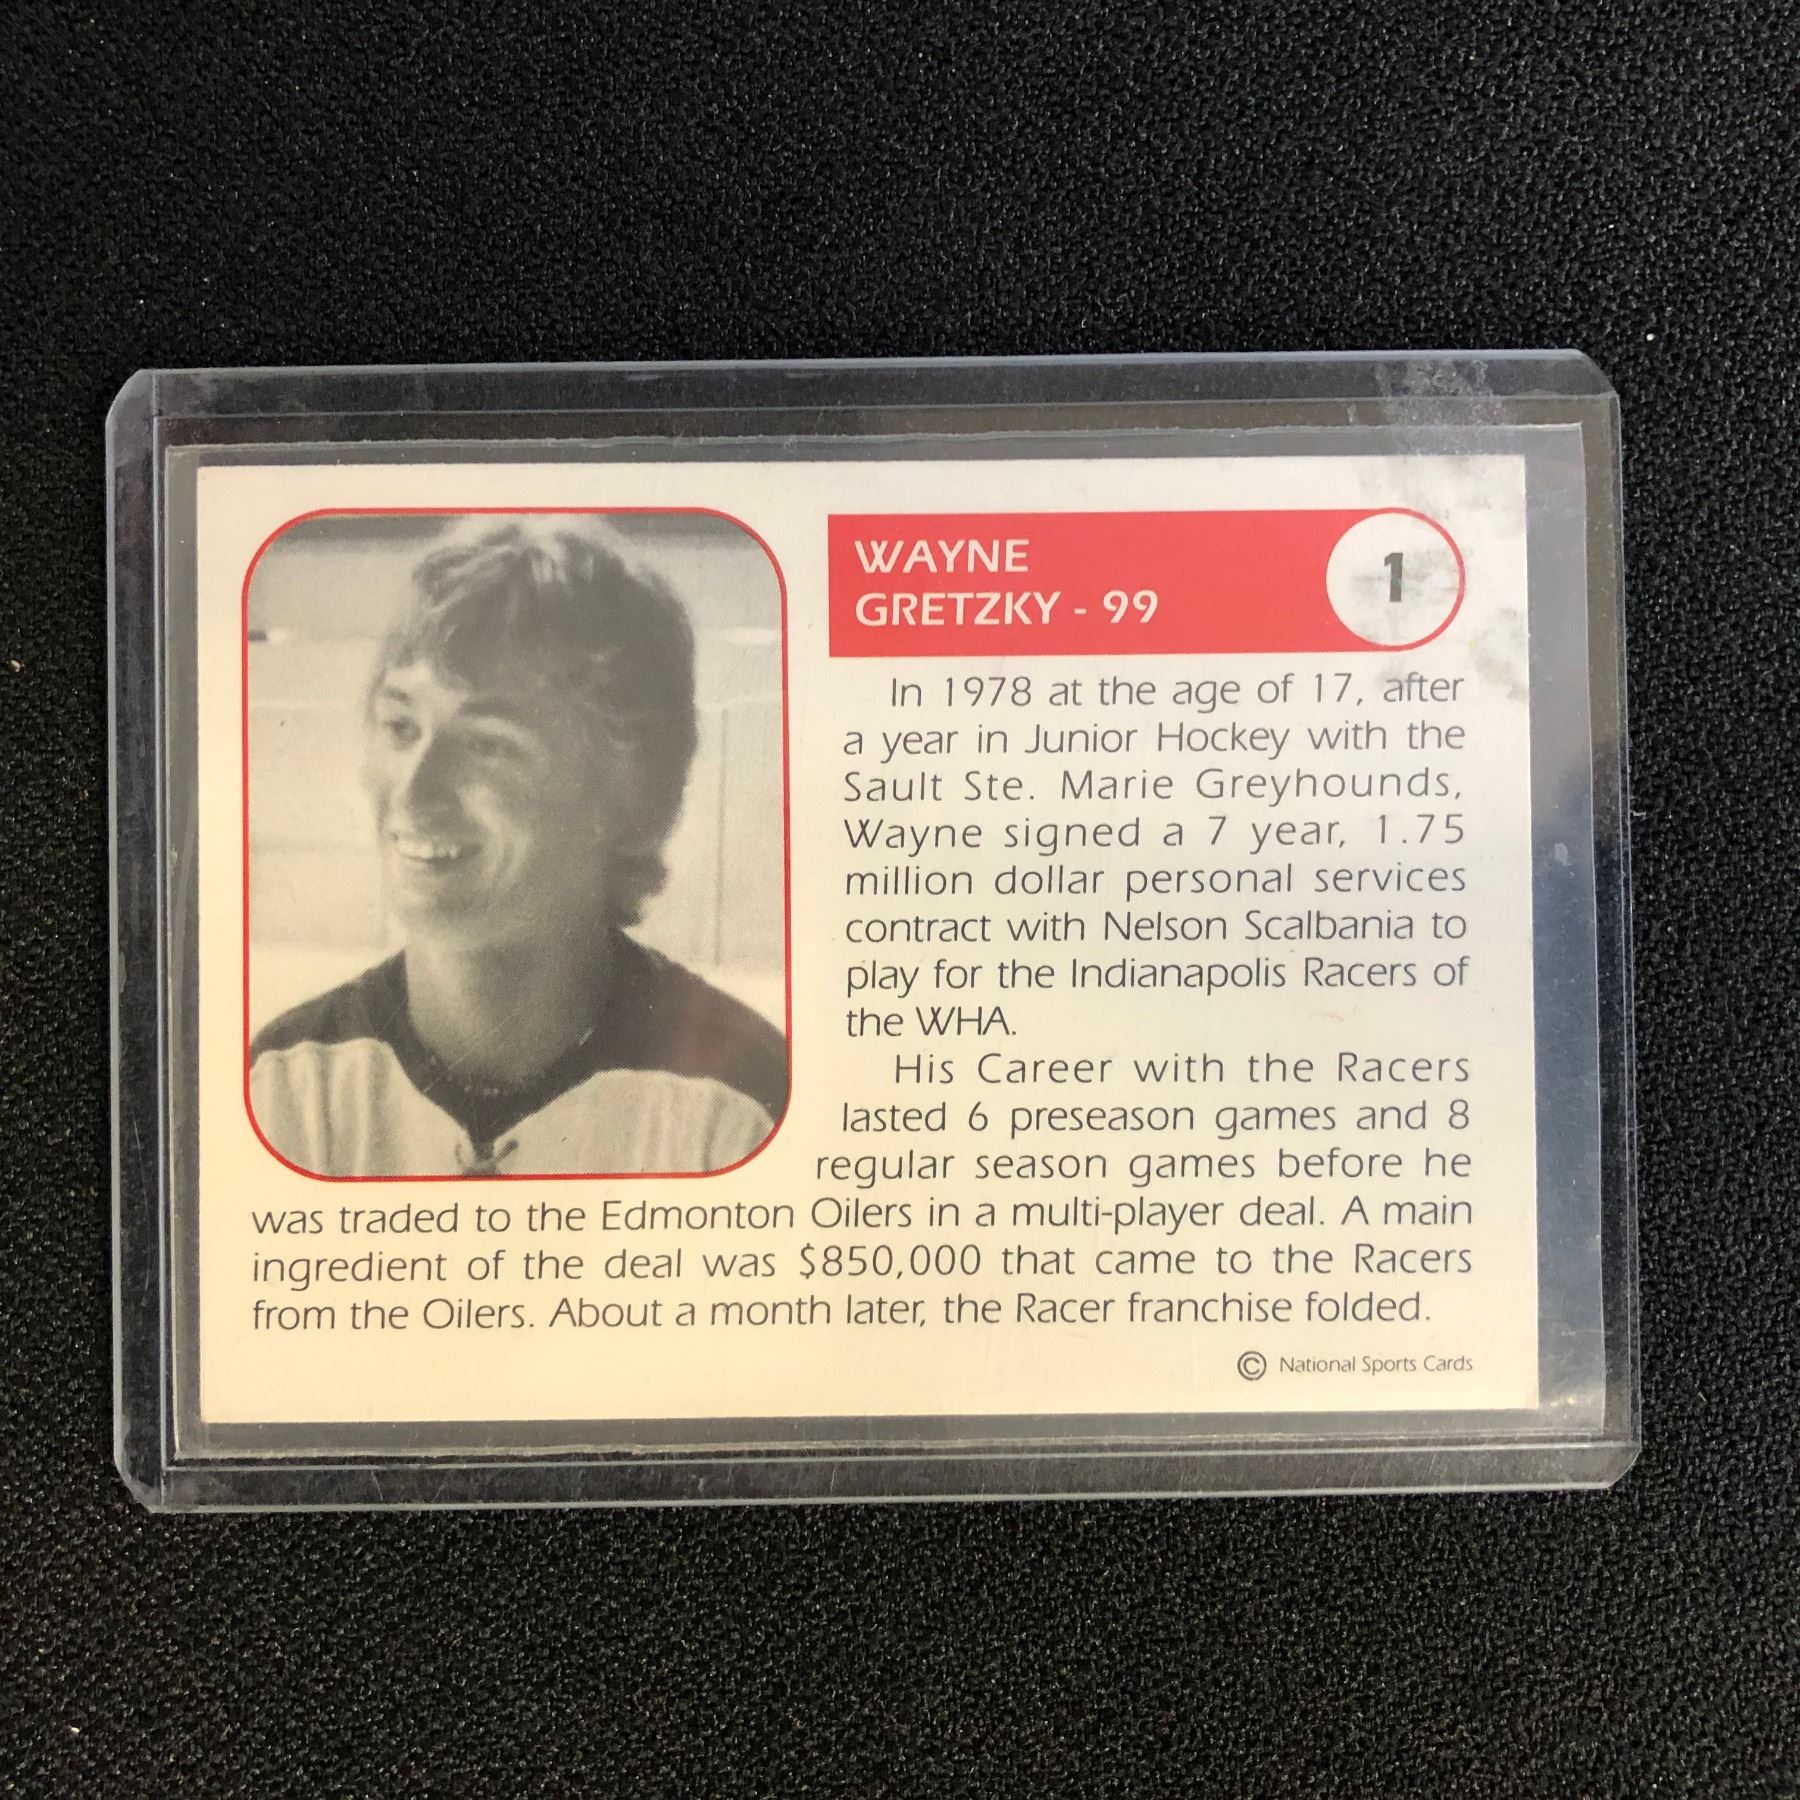 WAYNE
GRETZKY - 99
1
In 1978 at the age of 17, after
a year in Junior Hockey with the
Sault Ste. Marie Greyhounds,
Wayne signed a 7 year, 1.75
million dollar personal services
contract with Nelson Scalbania to
play for the Indianapolis Racers of
the WHA.
His Career with the Racers
lasted 6 preseason games and 8
regular season games before he
was traded to the Edmonton Oilers in a multi-player deal. A main
ingredient of the deal was $850,000 that came to the Racers
from the Oilers. About a month later, the Racer franchise folded.
© National Sports Cards